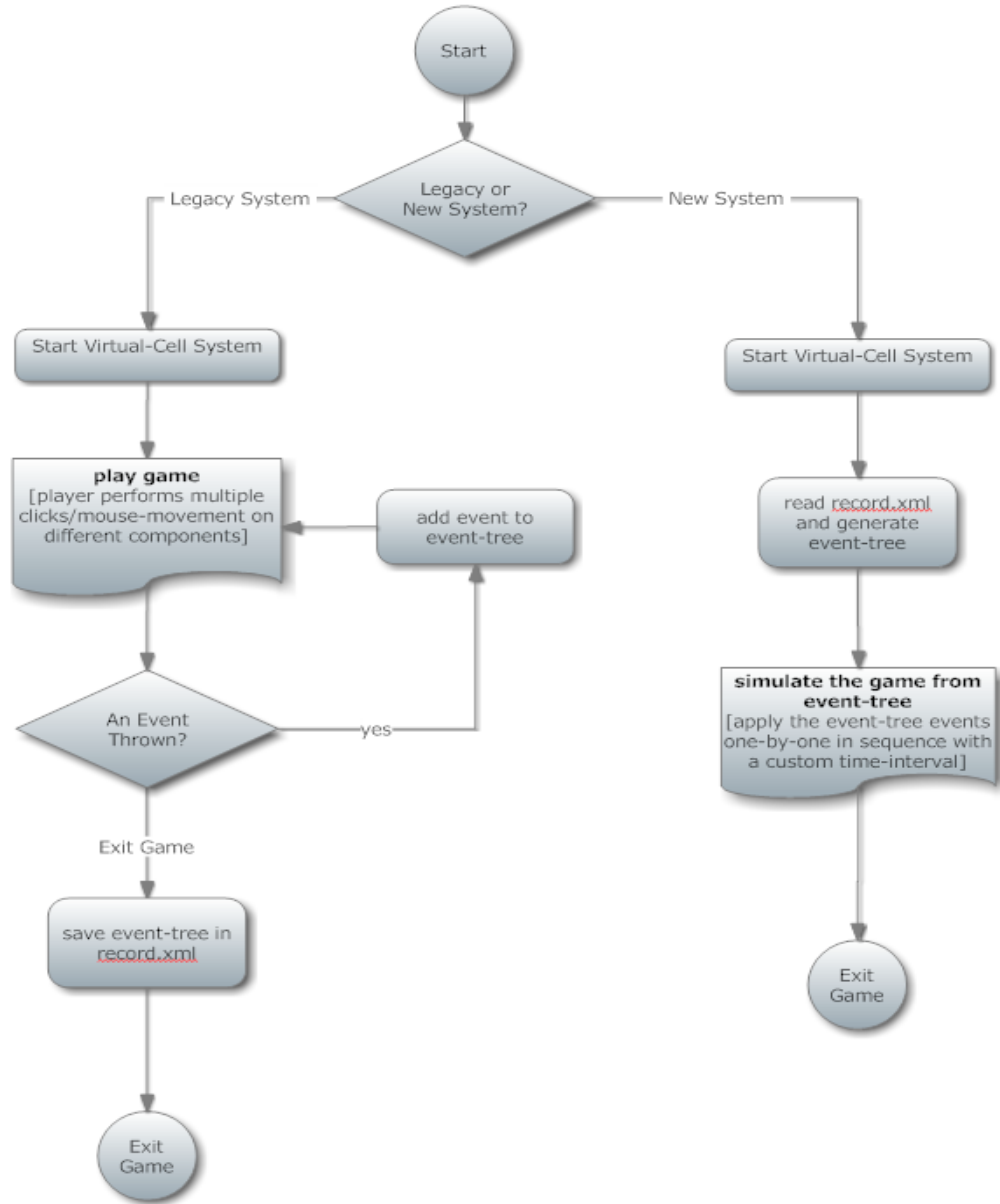 Start
Legacy or
New System?
Legacy System
New System
Start Virtual-Cell System
Start Virtual-Cell System
play game
[player performs multiple
clicks/mouse-movement on
different components]
add event to
event-tree
read record.xml
and generate
event-tree
An Event
Thrown?
yes
simulate the game from
event-tree
[apply the event-tree events
one-by-one in sequence with
a custom time-interval]
Exit Game
save event-tree in
record.xml
Exit
Game
Exit
Game